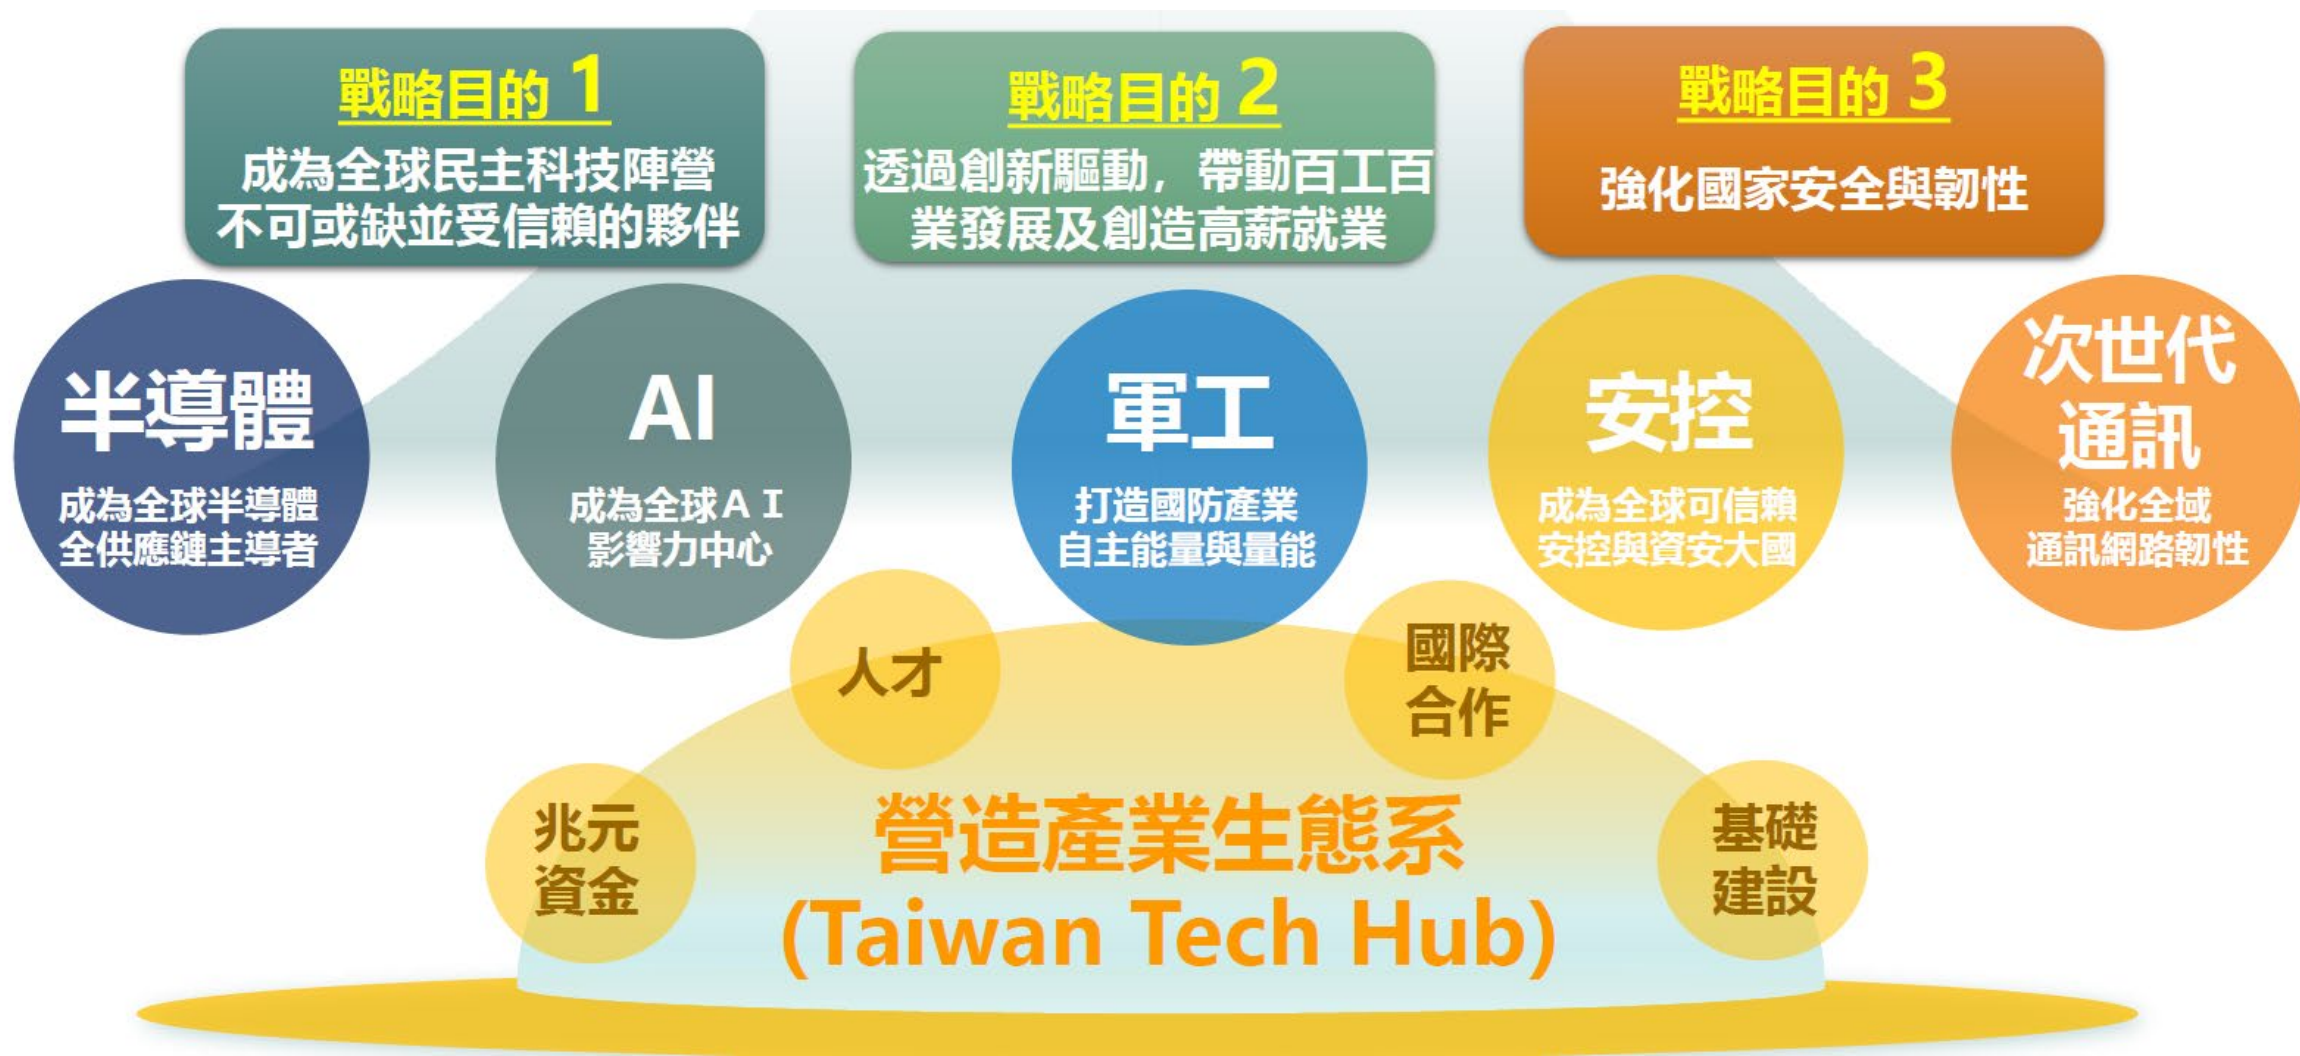 戰略目的 1
成為全球民主科技陣營
不可或缺並受信賴的夥伴
戰略目的 2
透過創新驅動，帶動百工百
業發展及創造高薪就業
戰略目的 3
強化國家安全與韌性
半導體
成為全球半導體
全供應鏈主導者
AI
成為全球ＡＩ
影響力中心
軍工
打造國防產業
自主能量與量能
安控
成為全球可信賴
安控與資安大國
次世代
通訊
強化全域
通訊網路韌性
人才
國際
合作
兆元
資金
基礎
建設
營造產業生態系
(Taiwan Tech Hub)